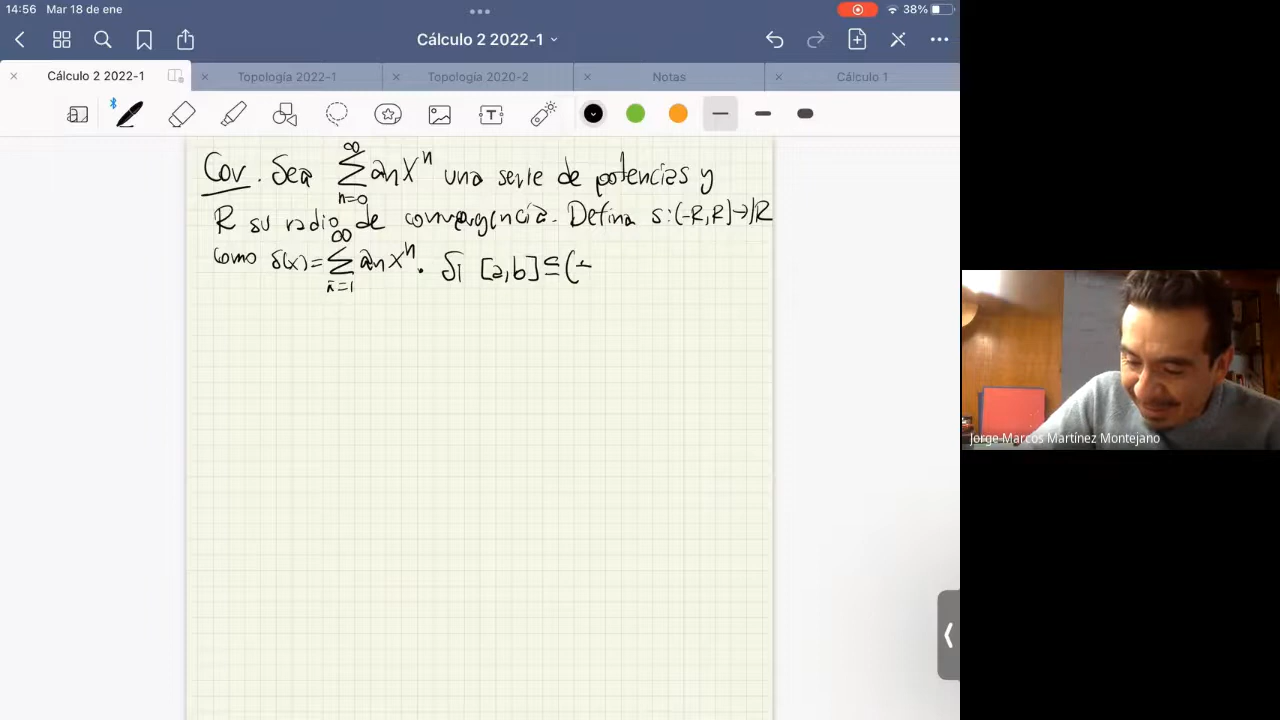 14:56 Mar 18 de ene 38%
Cálculo 2 2022-1
Cálculo 2 2022-1 Topología 2022-1 Topología 2020-2 Notas Cálculo 1
T
Cor. Sea ∞∑n=0 anXⁿ una serie de potencias y
R su radio de convergencia. Defina s:(-R,R]→ℝ
como s(x)=∞∑n=1 anXⁿ. Si [a,b]⊆(-
Jorge Marcos Martínez Montejano